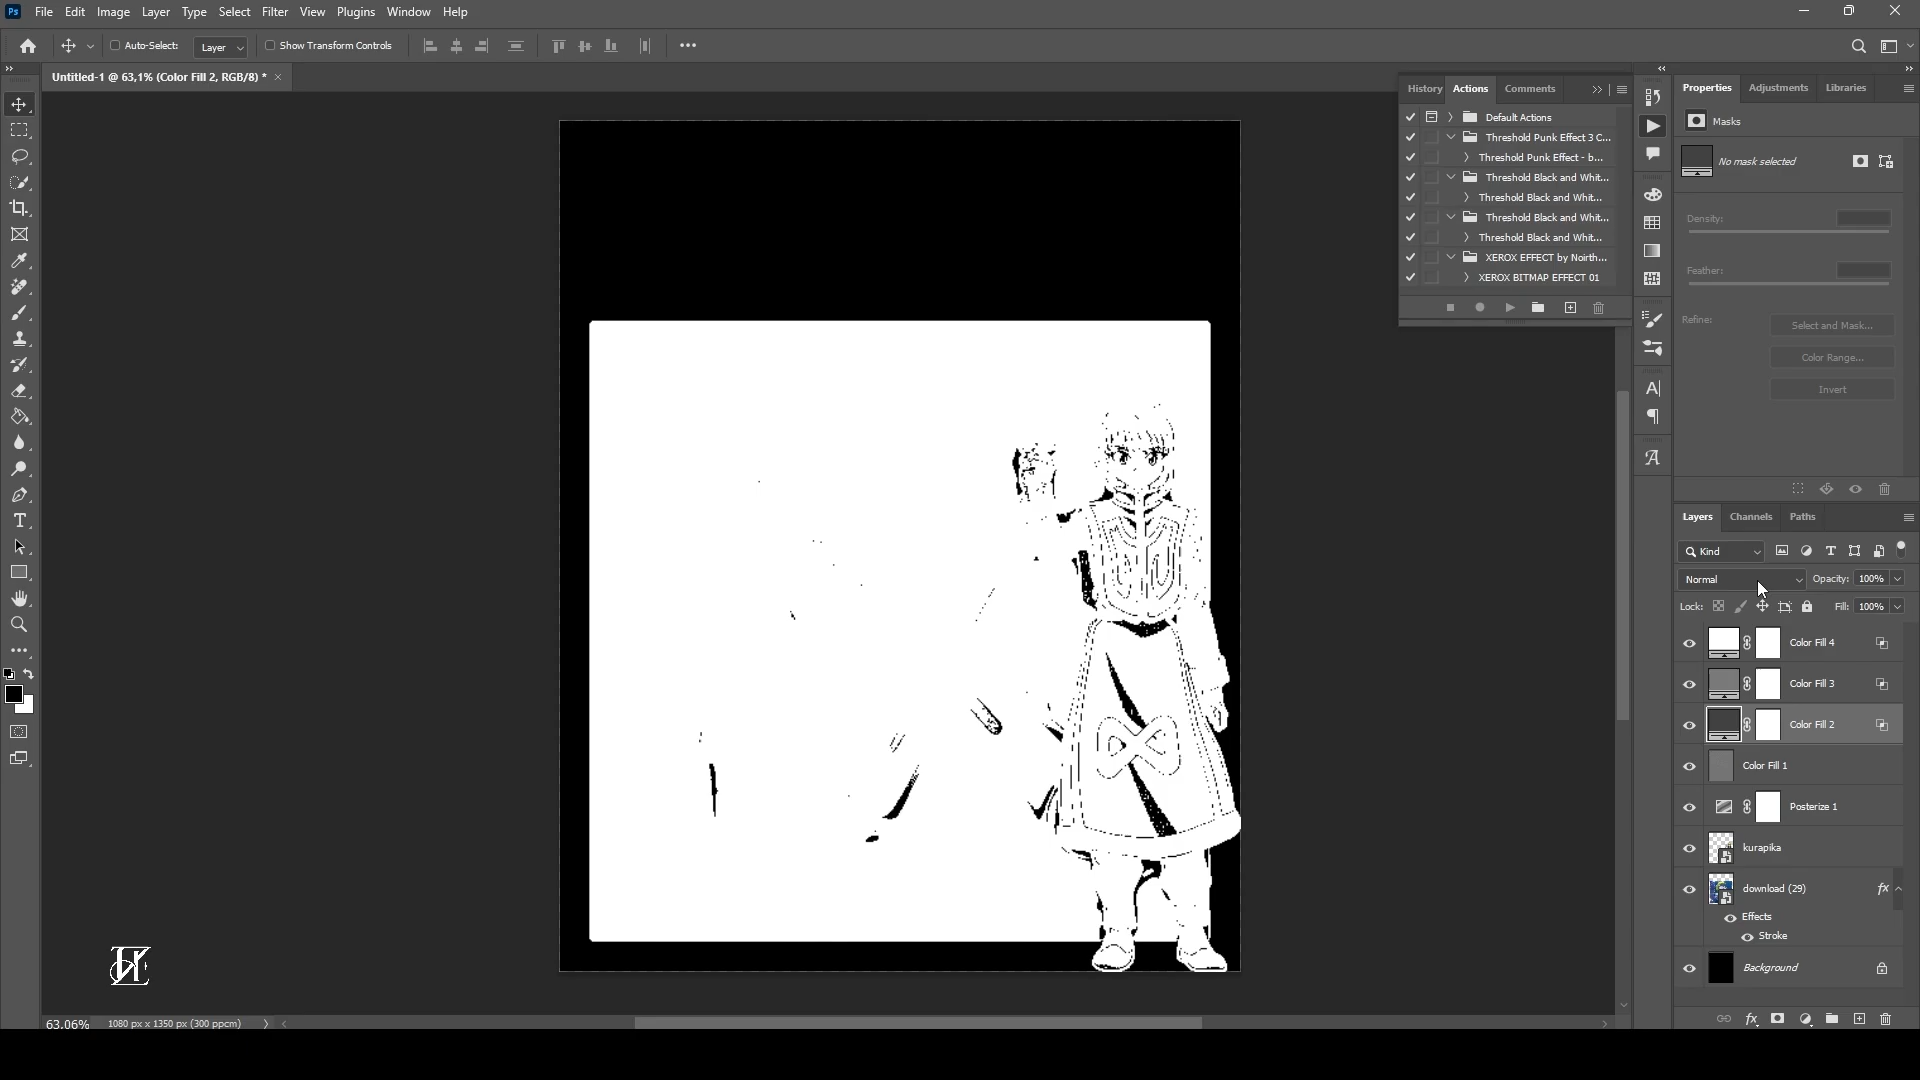 Ps File Edit Image Layer Type Select Filter View Plugins Window Help
Auto-Select: Layer Show Transform Controls
Untitled-1 @ 63,1% (Color Fill 2, RGB/8) *
History Actions Comments
Default Actions
Threshold Punk Effect 3 C...
Threshold Punk Effect - b...
Threshold Black and Whit...
Threshold Black and Whit...
Threshold Black and Whit...
Threshold Black and Whit...
XEROX EFFECT by Noirth...
XEROX BITMAP EFFECT 01
Properties Adjustments Libraries
Masks
No mask selected
Density:
Feather:
Refine: Select and Mask...
Color Range...
Invert
Layers Channels Paths
Kind
Normal Opacity: 100%
Lock: Fill: 100%
Color Fill 4
Color Fill 3
Color Fill 2
Color Fill 1
Posterize 1
kurapika
download (29) fx
Effects
Stroke
Background
63.06% 1080 px x 1350 px (300 ppcm)
fx